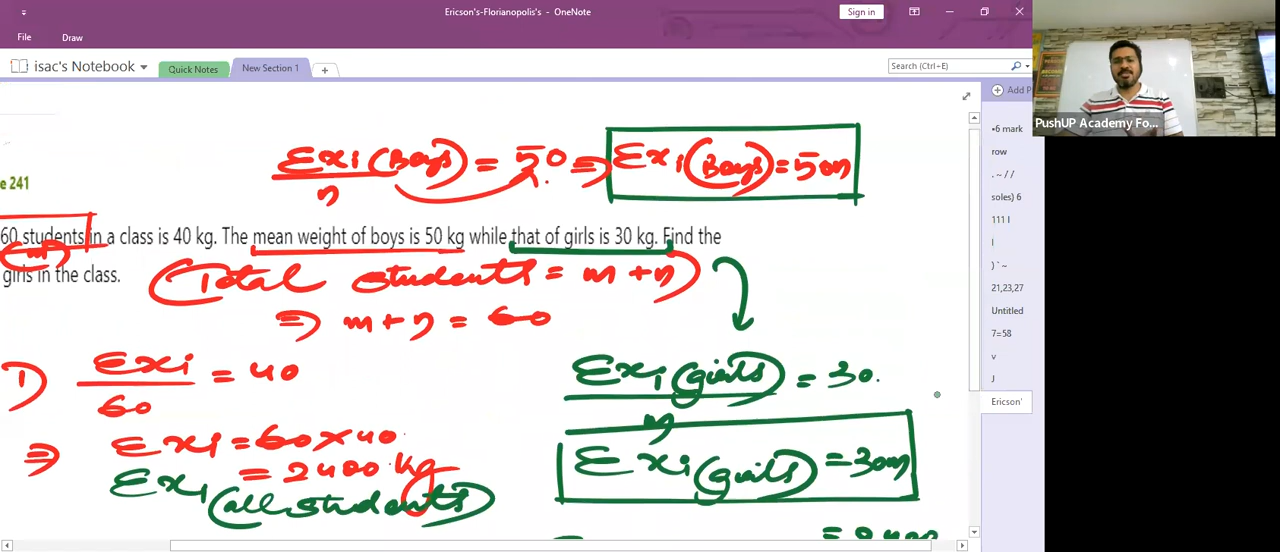 Ericson's-Florianopolis's - OneNote
Sign in
File
Draw
isac's Notebook
Quick Notes
New Section 1
Search (Ctrl+E)
Add P
PushUP Academy Fo...
•6 mark
row
. ~ / /
soles) 6
111 l
l
) ` ~
21,23,27
Untitled
7=58
v
J
Ericson'
Σxi (Boys) / n = 50 ⇒ Σxi (Boys) = 50n
e 241
60 students in a class is 40 kg. The mean weight of boys is 50 kg while that of girls is 30 kg. Find the
(m)
girls in the class.
(Total students = m + n)
⇒ m + n = 60
1) Σxi / 60 = 40
Σxi (girls) / m = 30.
⇒ Σxi = 60 × 40
= 2400 kg
Σxi (girls) = 30m
Σxi (all students)
= 2400